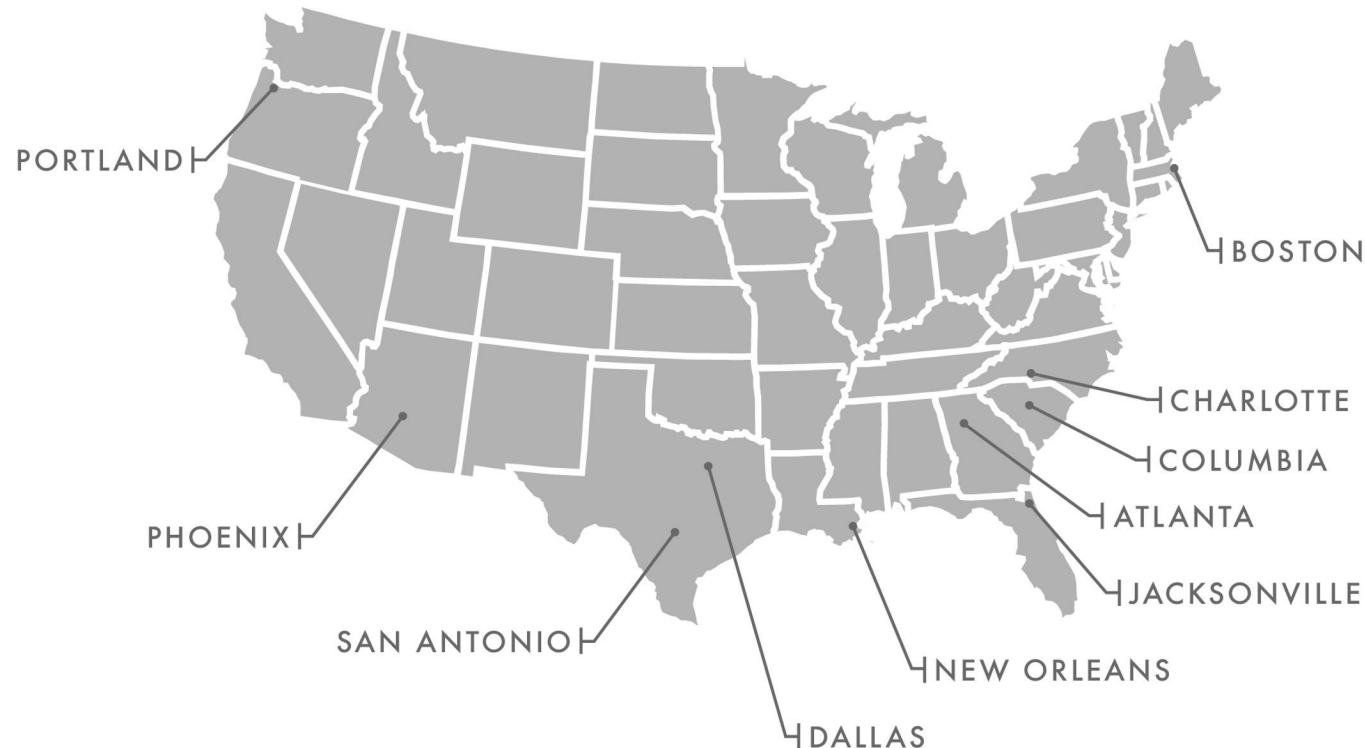 PORTLAND
BOSTON
CHARLOTTE
COLUMBIA
ATLANTA
PHOENIX
JACKSONVILLE
SAN ANTONIO
NEW ORLEANS
DALLAS